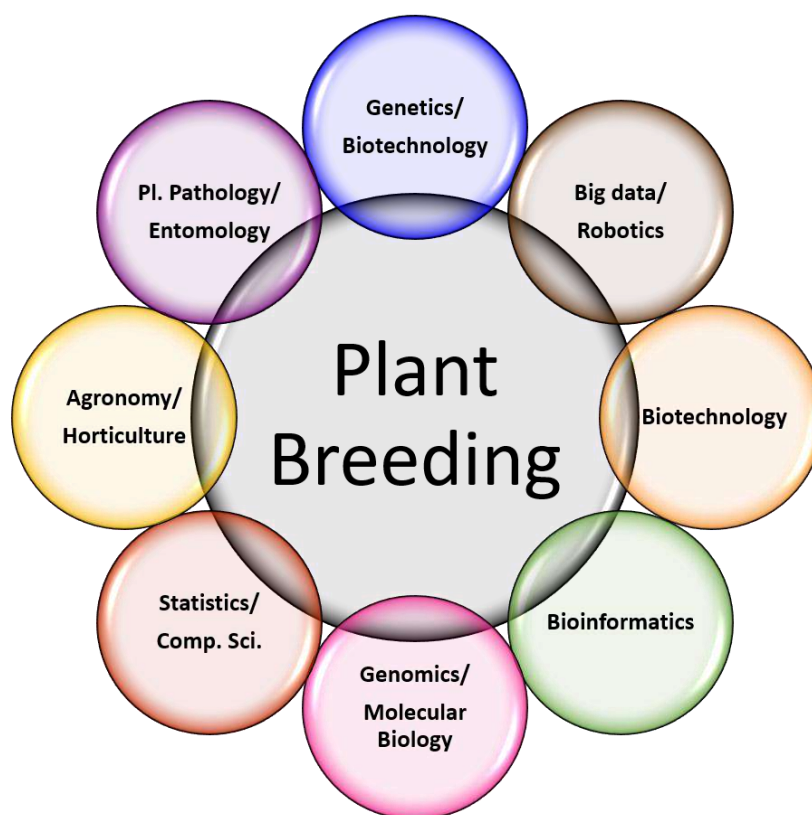 Genetics/
Biotechnology
Big data/
Robotics
Biotechnology
Bioinformatics
Genomics/
Molecular
Biology
Statistics/
Comp. Sci.
Agronomy/
Horticulture
Pl. Pathology/
Entomology
Plant
Breeding